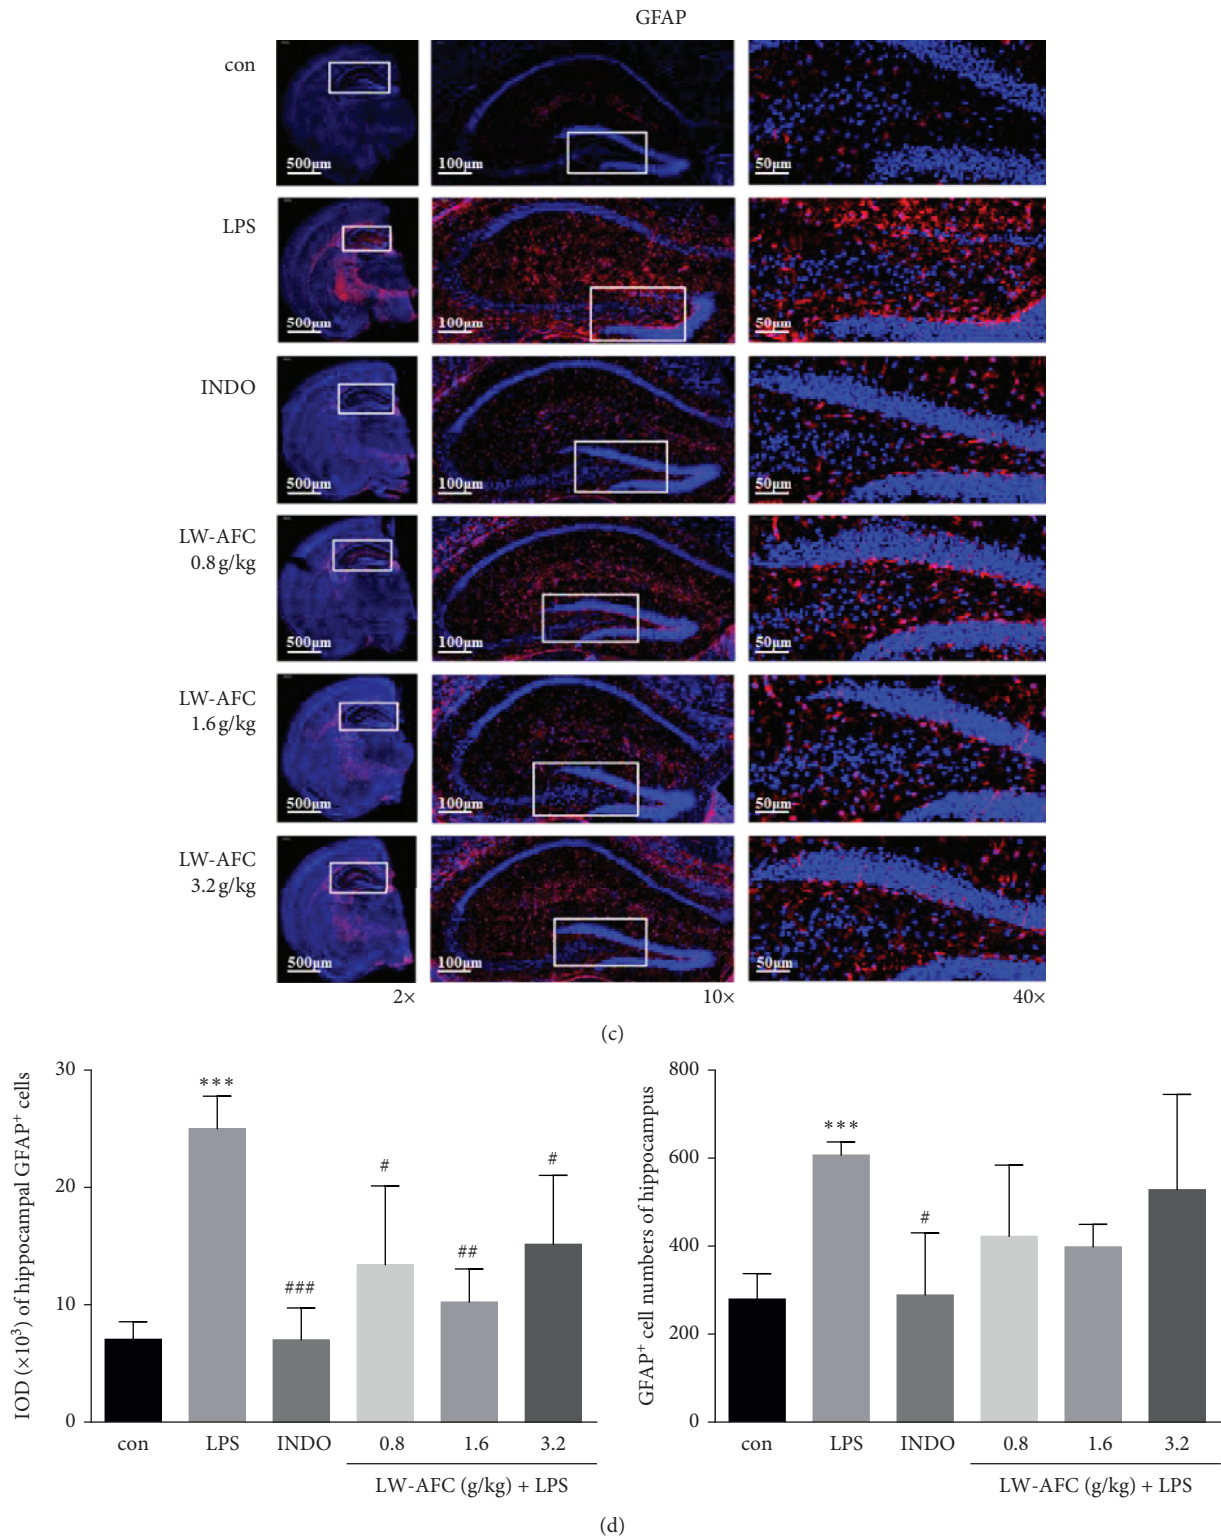 GFAP
con
500μm
100μm
50μm
LPS
500μm
100μm
50μm
INDO
500μm
100μm
50μm
LW-AFC
0.8 g/kg
500μm
100μm
50μm
LW-AFC
1.6 g/kg
500μm
100μm
50μm
LW-AFC
3.2 g/kg
500μm
100μm
50μm
2×
10×
40×
(c)
IOD (×10³) of hippocampal GFAP⁺ cells
30
20
10
0
***
###
#
##
#
con
LPS
INDO
0.8
1.6
3.2
LW-AFC (g/kg) + LPS
GFAP⁺ cell numbers of hippocampus
800
600
400
200
0
***
#
con
LPS
INDO
0.8
1.6
3.2
LW-AFC (g/kg) + LPS
(d)